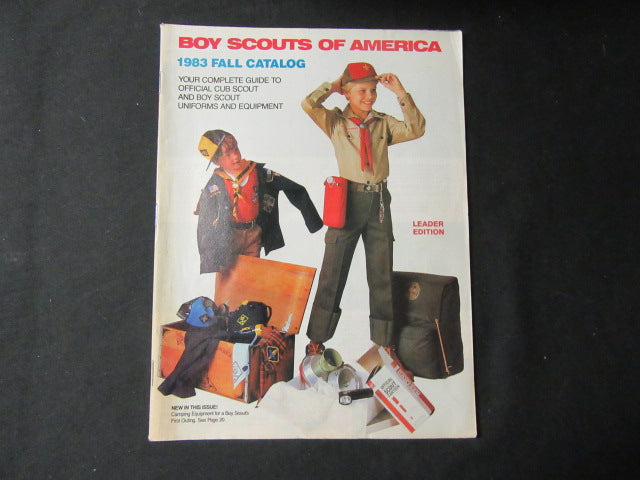 BOY SCOUTS OF AMERICA
1983 FALL CATALOG
YOUR COMPLETE GUIDE TO
OFFICIAL CUB SCOUT
AND BOY SCOUT
UNIFORMS AND EQUIPMENT
LEADER
EDITION
NEW IN THIS ISSUE!
Camping Equipment for a Boy Scout's
First Outing. See Page 20.